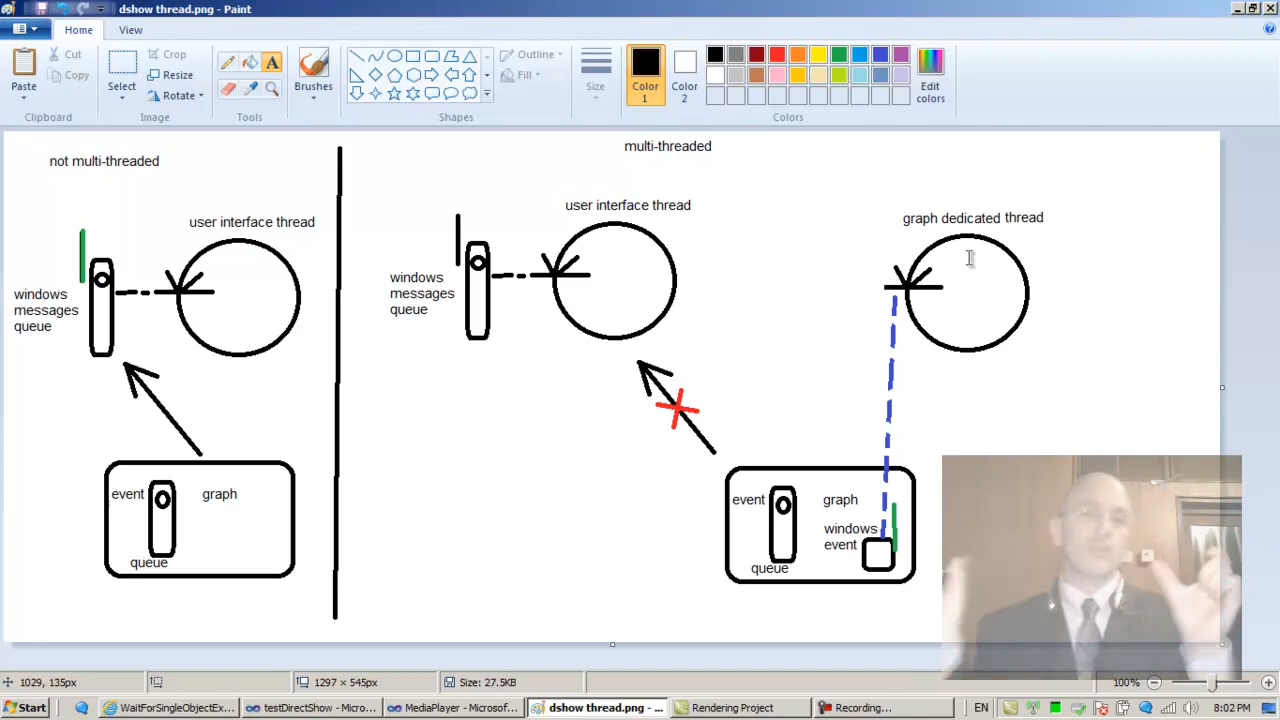 dshow thread.png - Paint
Home
View
Paste
Cut
Copy
Clipboard
Select
Crop
Resize
Rotate
Image
Tools
Brushes
Shapes
Outline
Fill
Size
Color 1
Color 2
Edit colors
Colors
not multi-threaded
multi-threaded
user interface thread
user interface thread
graph dedicated thread
windows
messages
queue
windows
messages
queue
event
graph
queue
event
graph
windows
event
queue
1029, 135px
1297 × 545px
Size: 27.5KB
100%
Start
WaitForSingleObjectEx...
testDirectShow - Micros...
MediaPlayer - Microsof...
dshow thread.png - ...
Rendering Project
Recording...
EN
8:02 PM